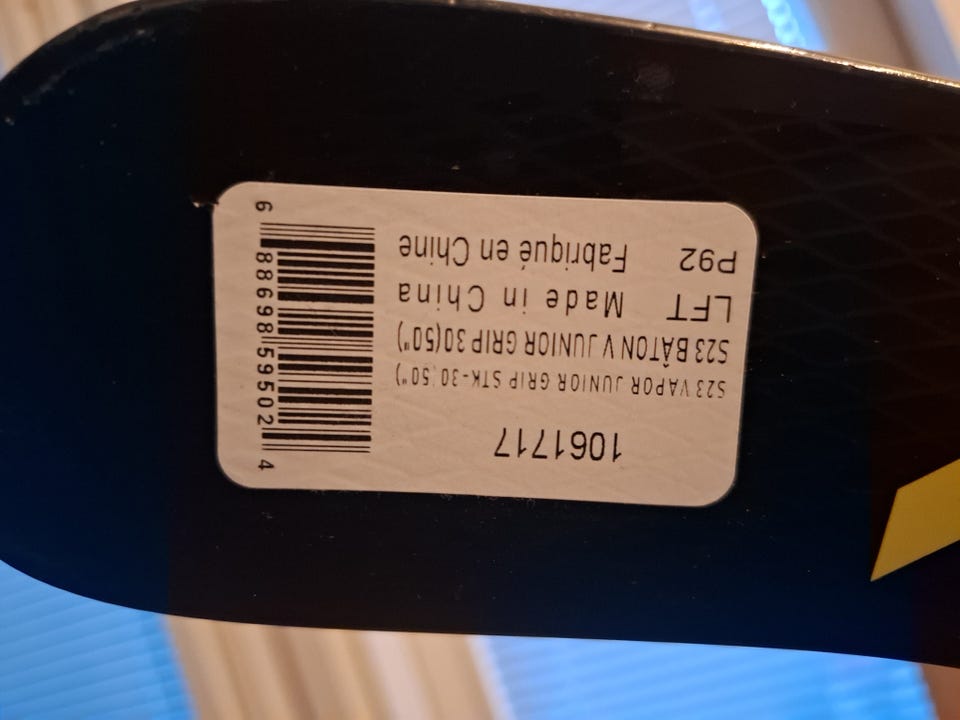 1061717
S23 VAPOR JUNIOR GRIP STK-30(50")
S23 BÂTON V JUNIOR GRIP 30(50")
LFT Made in China
P92 Fabriqué en Chine
6 88698 59502 4